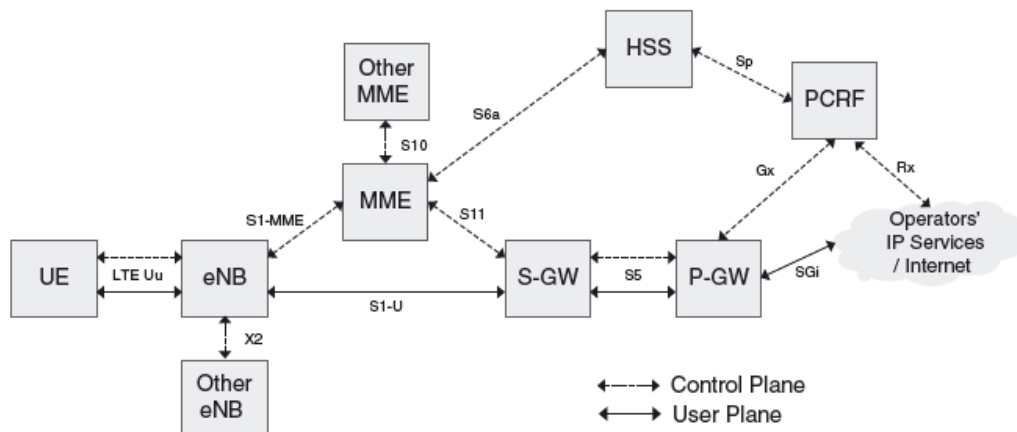 HSS
Sp
Other
MME
PCRF
S6a
S10
Gx
Rx
MME
S1-MME
S11
Operators'
IP Services
/ Internet
UE
LTE Uu
eNB
S-GW
S5
P-GW
SGi
S1-U
X2
Other
eNB
Control Plane
User Plane